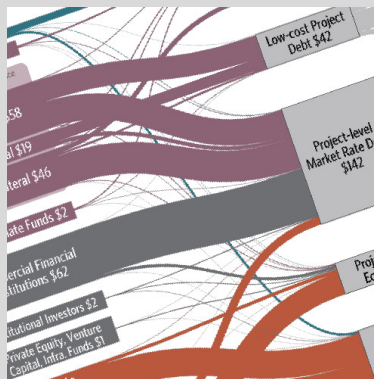 Low-cost Project
Debt $42
$58
al $19
ateral $46
ate Funds $2
Project-level
Market Rate D
$142
ercial Financial
stitutions $62
titutional Investors $2
Private Equity, Venture
Capital, Infra. Funds $1
Proj
Eq